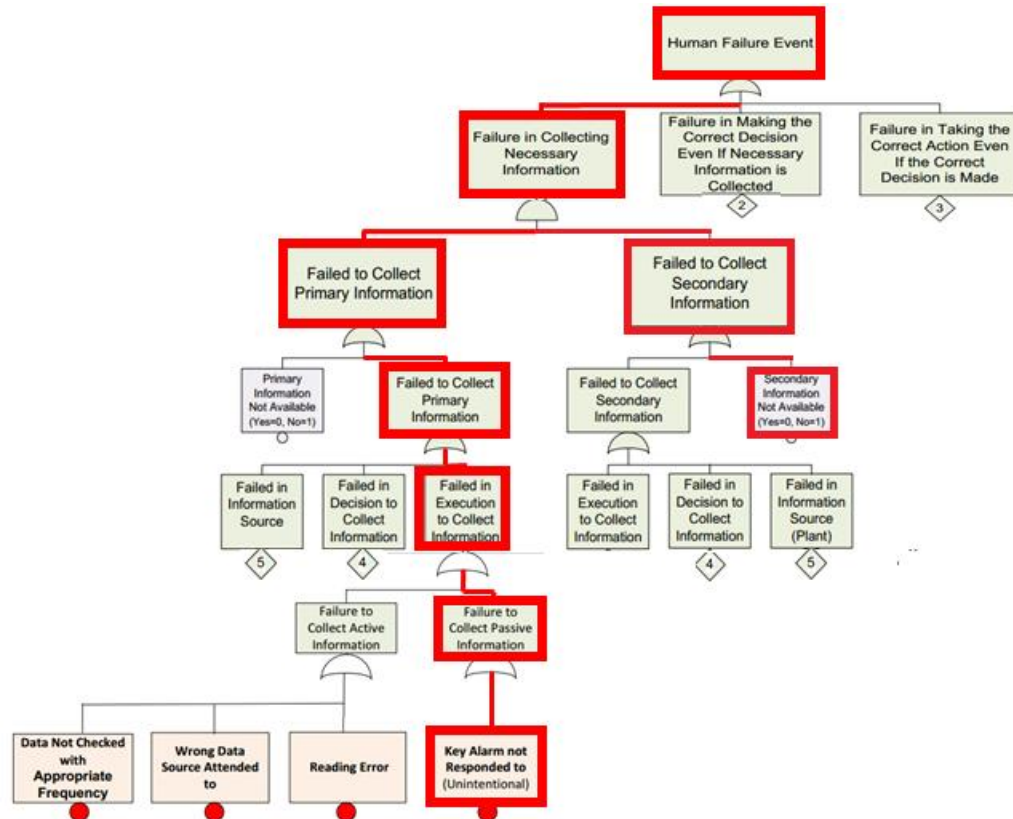 Human Failure Event
Failure in Collecting
Necessary
Information
Failure in Making the
Correct Decision
Even If Necessary
Information is
Collected
Failure in Taking the
Correct Action Even
If the Correct
Decision is Made
2
3
Failed to Collect
Primary Information
Failed to Collect
Secondary
Information
Primary
Information
Not Available
(Yes=0, No=1)
Failed to Collect
Primary
Information
Failed to Collect
Secondary
Information
Secondary
Information
Not Available
(Yes=0, No=1)
Failed in
Information
Source
Failed in
Decision to
Collect
Information
Failed in
Execution
to Collect
Information
Failed in
Execution
to Collect
Information
Failed in
Decision to
Collect
Information
Failed in
Information
Source
(Plant)
5
4
4
5
Failure to
Collect Active
Information
Failure to
Collect Passive
Information
Data Not Checked
with
Appropriate
Frequency
Wrong Data
Source Attended
to
Reading Error
Key Alarm not
Responded to
(Unintentional)